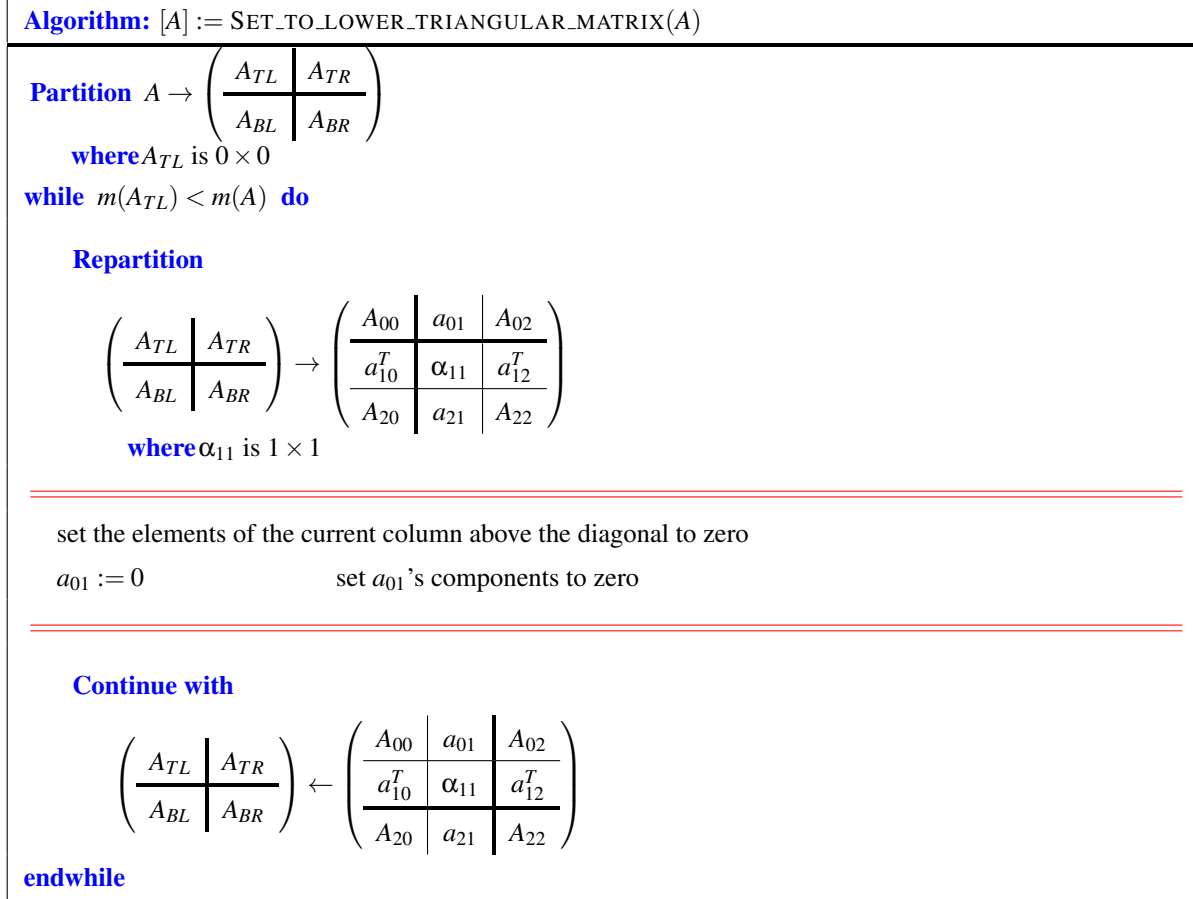 Algorithm: [A] := SET_TO_LOWER_TRIANGULAR_MATRIX(A)
Partition A → ( A_TL | A_TR
A_BL | A_BR )
where A_TL is 0 × 0
while m(A_TL) < m(A) do
Repartition
( A_TL | A_TR
A_BL | A_BR ) → ( A_00 | a_01 | A_02
a_10^T | α_11 | a_12^T
A_20 | a_21 | A_22 )
where α_11 is 1 × 1
set the elements of the current column above the diagonal to zero
a_01 := 0 set a_01's components to zero
Continue with
( A_TL | A_TR
A_BL | A_BR ) ← ( A_00 | a_01 | A_02
a_10^T | α_11 | a_12^T
A_20 | a_21 | A_22 )
endwhile